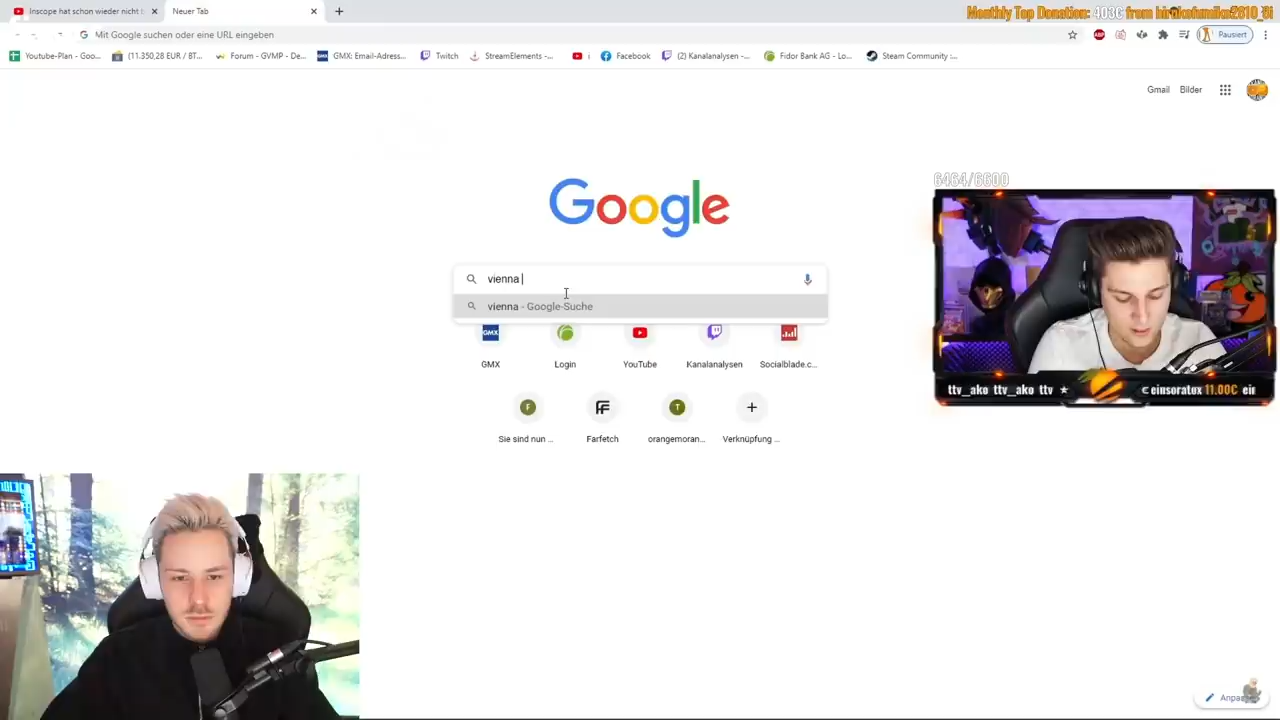 Inscope hat schon wieder nicht t
Neuer Tab
Monthly Top Donation: 403€ from
Mit Google suchen oder eine URL eingeben
Pausiert
Youtube-Plan - Goo...
(11.350,28 EUR / BT...
Forum - GVMP - De...
GMX: Email-Adress...
Twitch
StreamElements -...
i
Facebook
(2) Kanalanalysen -...
Fidor Bank AG - Lo...
Steam Community :...
Gmail
Bilder
Google
6464/6600
vienna
vienna - Google-Suche
GMX
Login
YouTube
Kanalanalysen
Socialblade.c...
Sie sind nun ...
Farfetch
orangemoran...
Verknüpfung ...
ttv_ako ttv_ako ttv
einsoratox 11.00€ ein